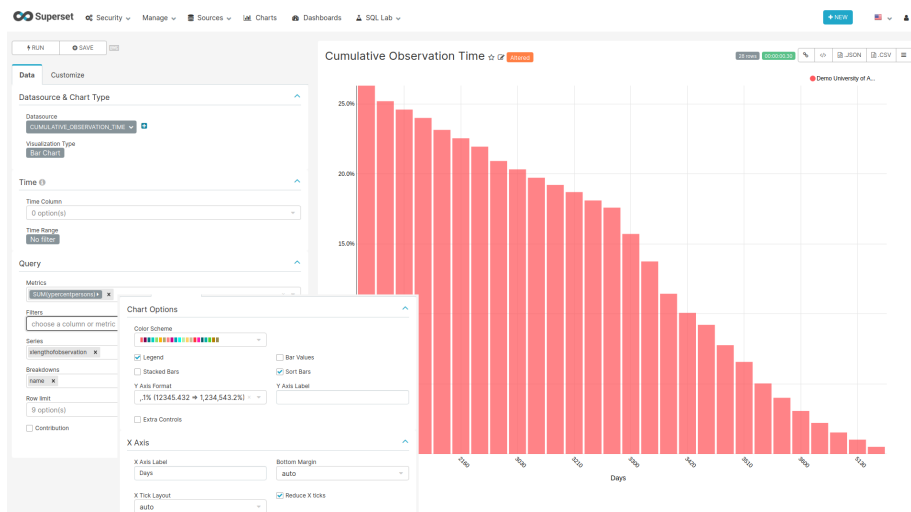 Superset
Security
Manage
Sources
Charts
Dashboards
SQL Lab
+ NEW
RUN
SAVE
Data
Customize
Datasource & Chart Type
Datasource
CUMULATIVE_OBSERVATION_TIME
Visualization Type
Bar Chart
Time
Time Column
0 option(s)
Time Range
No filter
Query
Metrics
SUM(ypercentpersons)
Filters
choose a column or metric
Series
xlengthofobservation
Breakdowns
name
Row limit
9 option(s)
Contribution
Chart Options
Color Scheme
Legend
Bar Values
Stacked Bars
Sort Bars
Y Axis Format
Y Axis Label
,.1% (12345.432 ➔ 1,234,543.2%)
Extra Controls
X Axis
X Axis Label
Bottom Margin
Days
auto
X Tick Layout
Reduce X ticks
auto
Cumulative Observation Time
Altered
28 rows
00:00:00.30
.JSON
.CSV
Demo University of A...
25.0%
20.0%
15.0%
2160
3000
3210
3300
3420
3510
3600
5130
Days